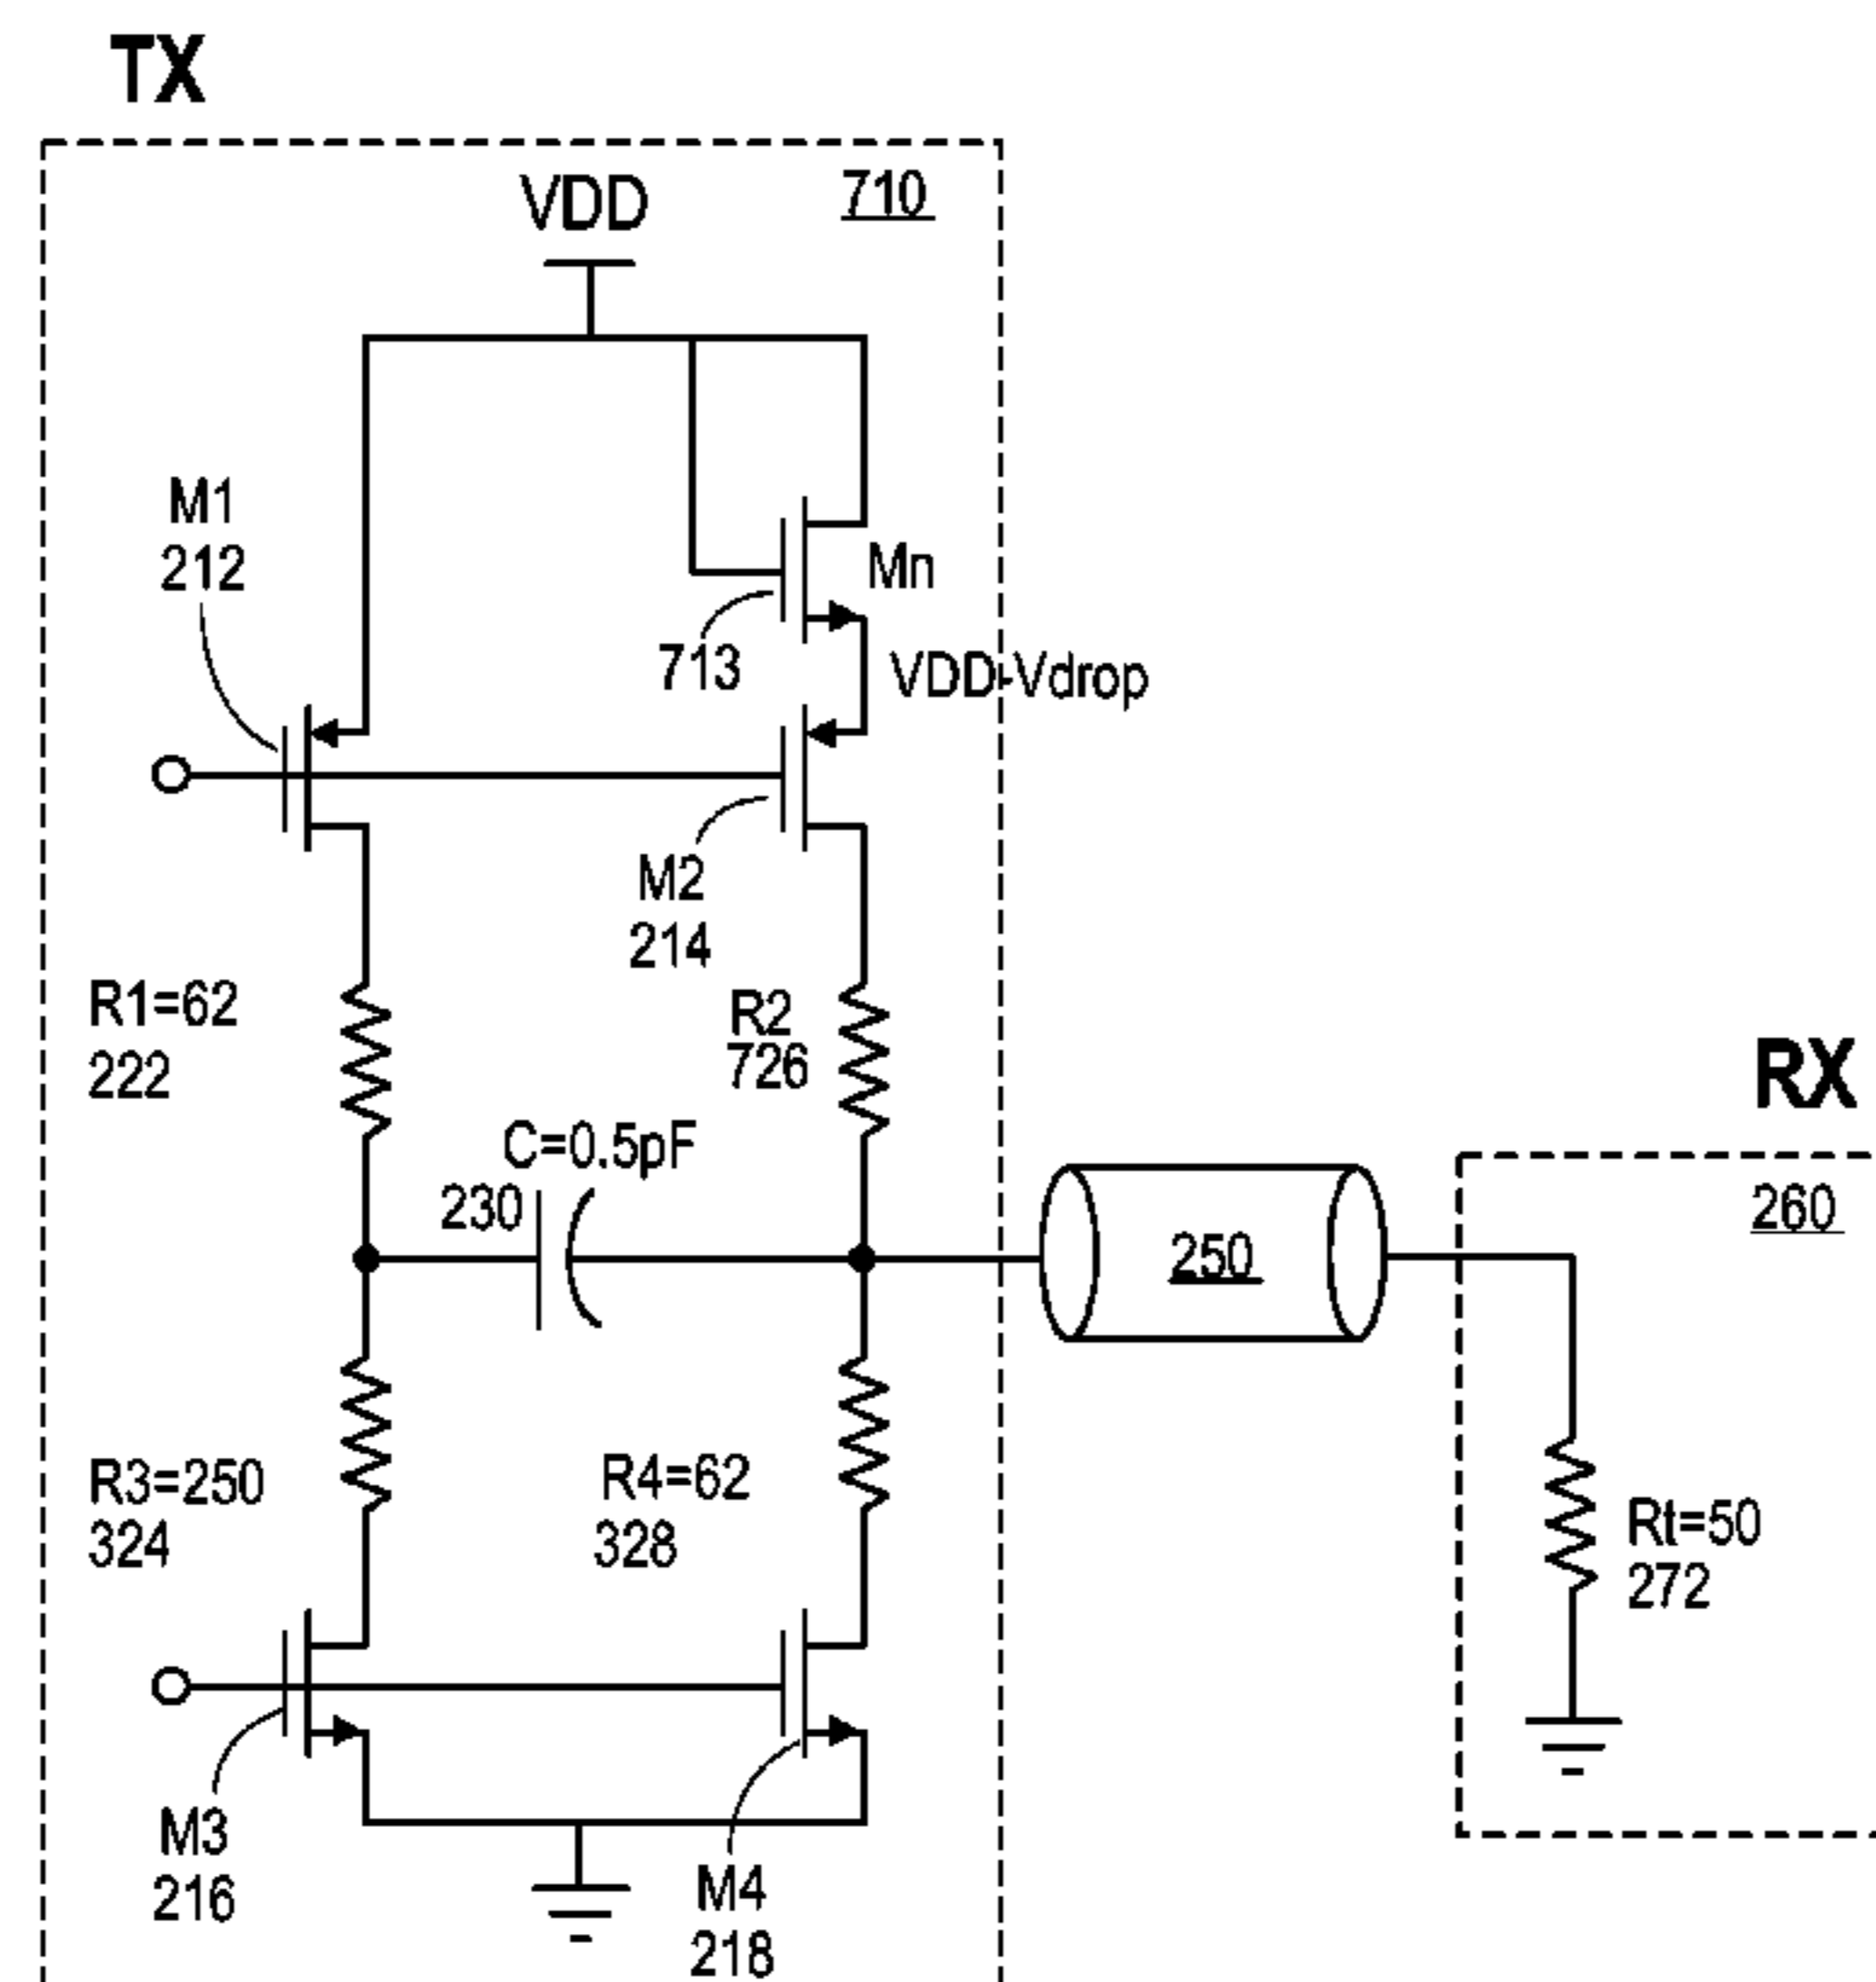 TX
VDD
710
M1
212
Mn
713
VDD-Vdrop
M2
214
R1=62
222
R2
726
RX
C=0.5pF
230
250
260
R3=250
324
R4=62
328
Rt=50
272
M3
216
M4
218